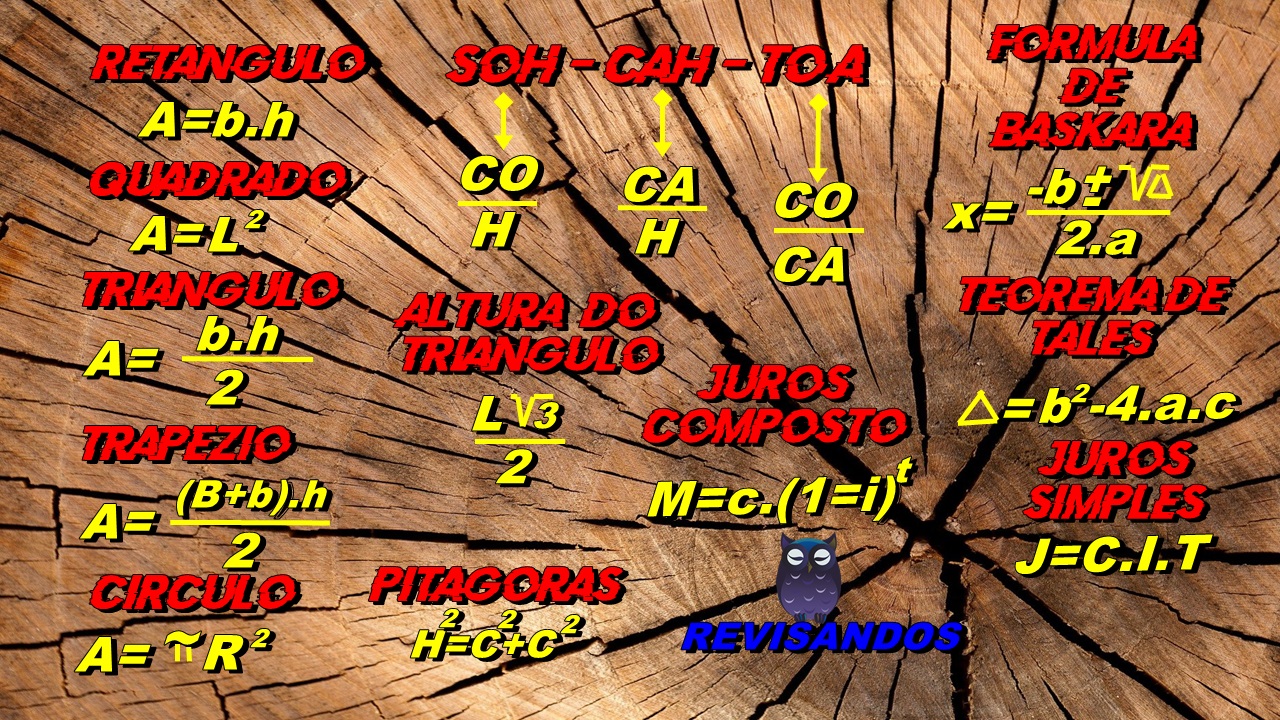 RETANGULO
A=b.h
QUADRADO
A=L²
TRIANGULO
A= b.h
2
TRAPEZIO
A= (B+b).h
2
CIRCULO
A= π R²
SOH - CAH - TOA
CO
H
CA
H
CO
CA
ALTURA DO
TRIANGULO
L√3
2
PITAGORAS
H²=C²+C²
JUROS
COMPOSTO
M=c.(1=i)ᵗ
REVISANDOS
FORMULA
DE
BASKARA
x= -b±√Δ
2.a
TEOREMA DE
TALES
Δ=b²-4.a.c
JUROS
SIMPLES
J=C.I.T